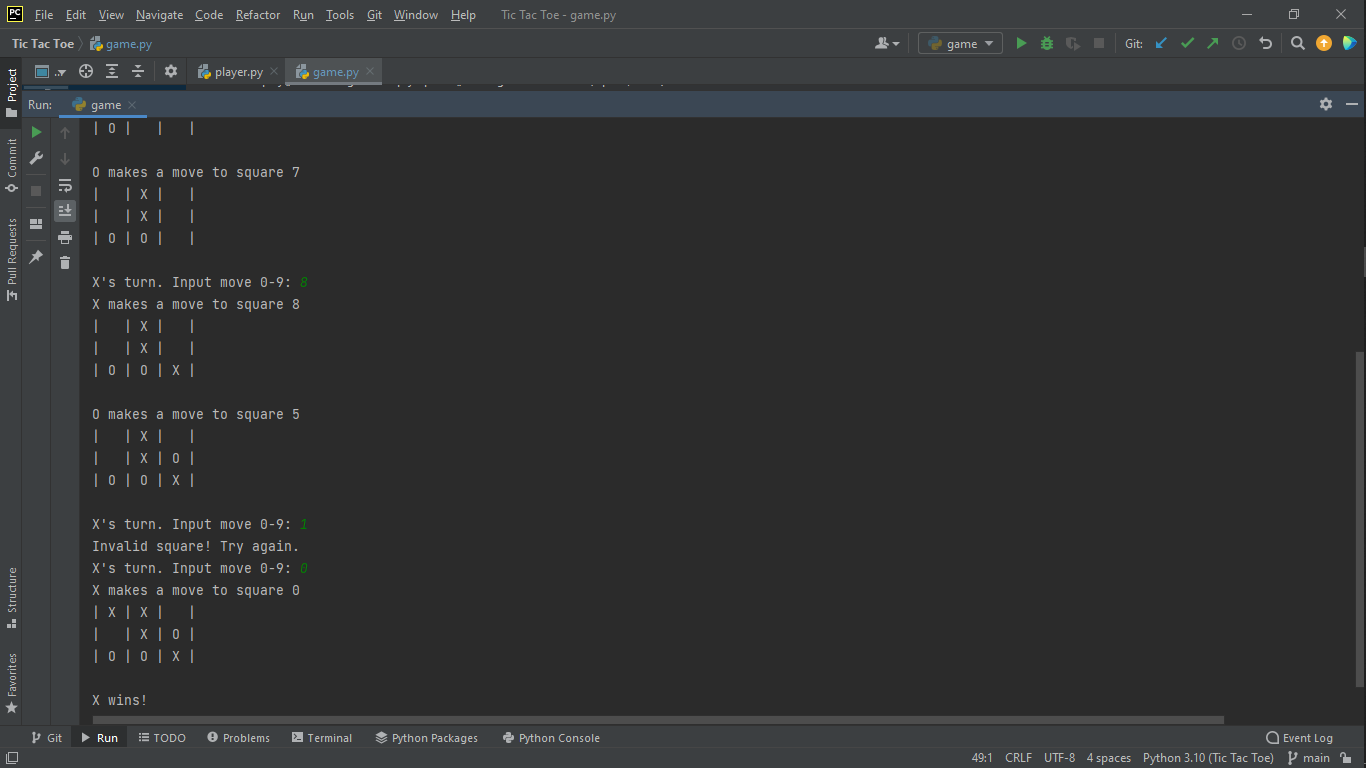 PC File Edit View Navigate Code Refactor Run Tools Git Window Help Tic Tac Toe - game.py
Tic Tac Toe game.py game Git:
player.py game.py
Run: game
Project
Commit
Pull Requests
Structure
Favorites
| O |   |   |
O makes a move to square 7
|   | X |   |
|   | X |   |
| O | O |   |
X's turn. Input move 0-9: 8
X makes a move to square 8
|   | X |   |
|   | X |   |
| O | O | X |
O makes a move to square 5
|   | X |   |
|   | X | O |
| O | O | X |
X's turn. Input move 0-9: 1
Invalid square! Try again.
X's turn. Input move 0-9: 0
X makes a move to square 0
| X | X |   |
|   | X | O |
| O | O | X |
X wins!
Git Run TODO Problems Terminal Python Packages Python Console Event Log
49:1 CRLF UTF-8 4 spaces Python 3.10 (Tic Tac Toe) main